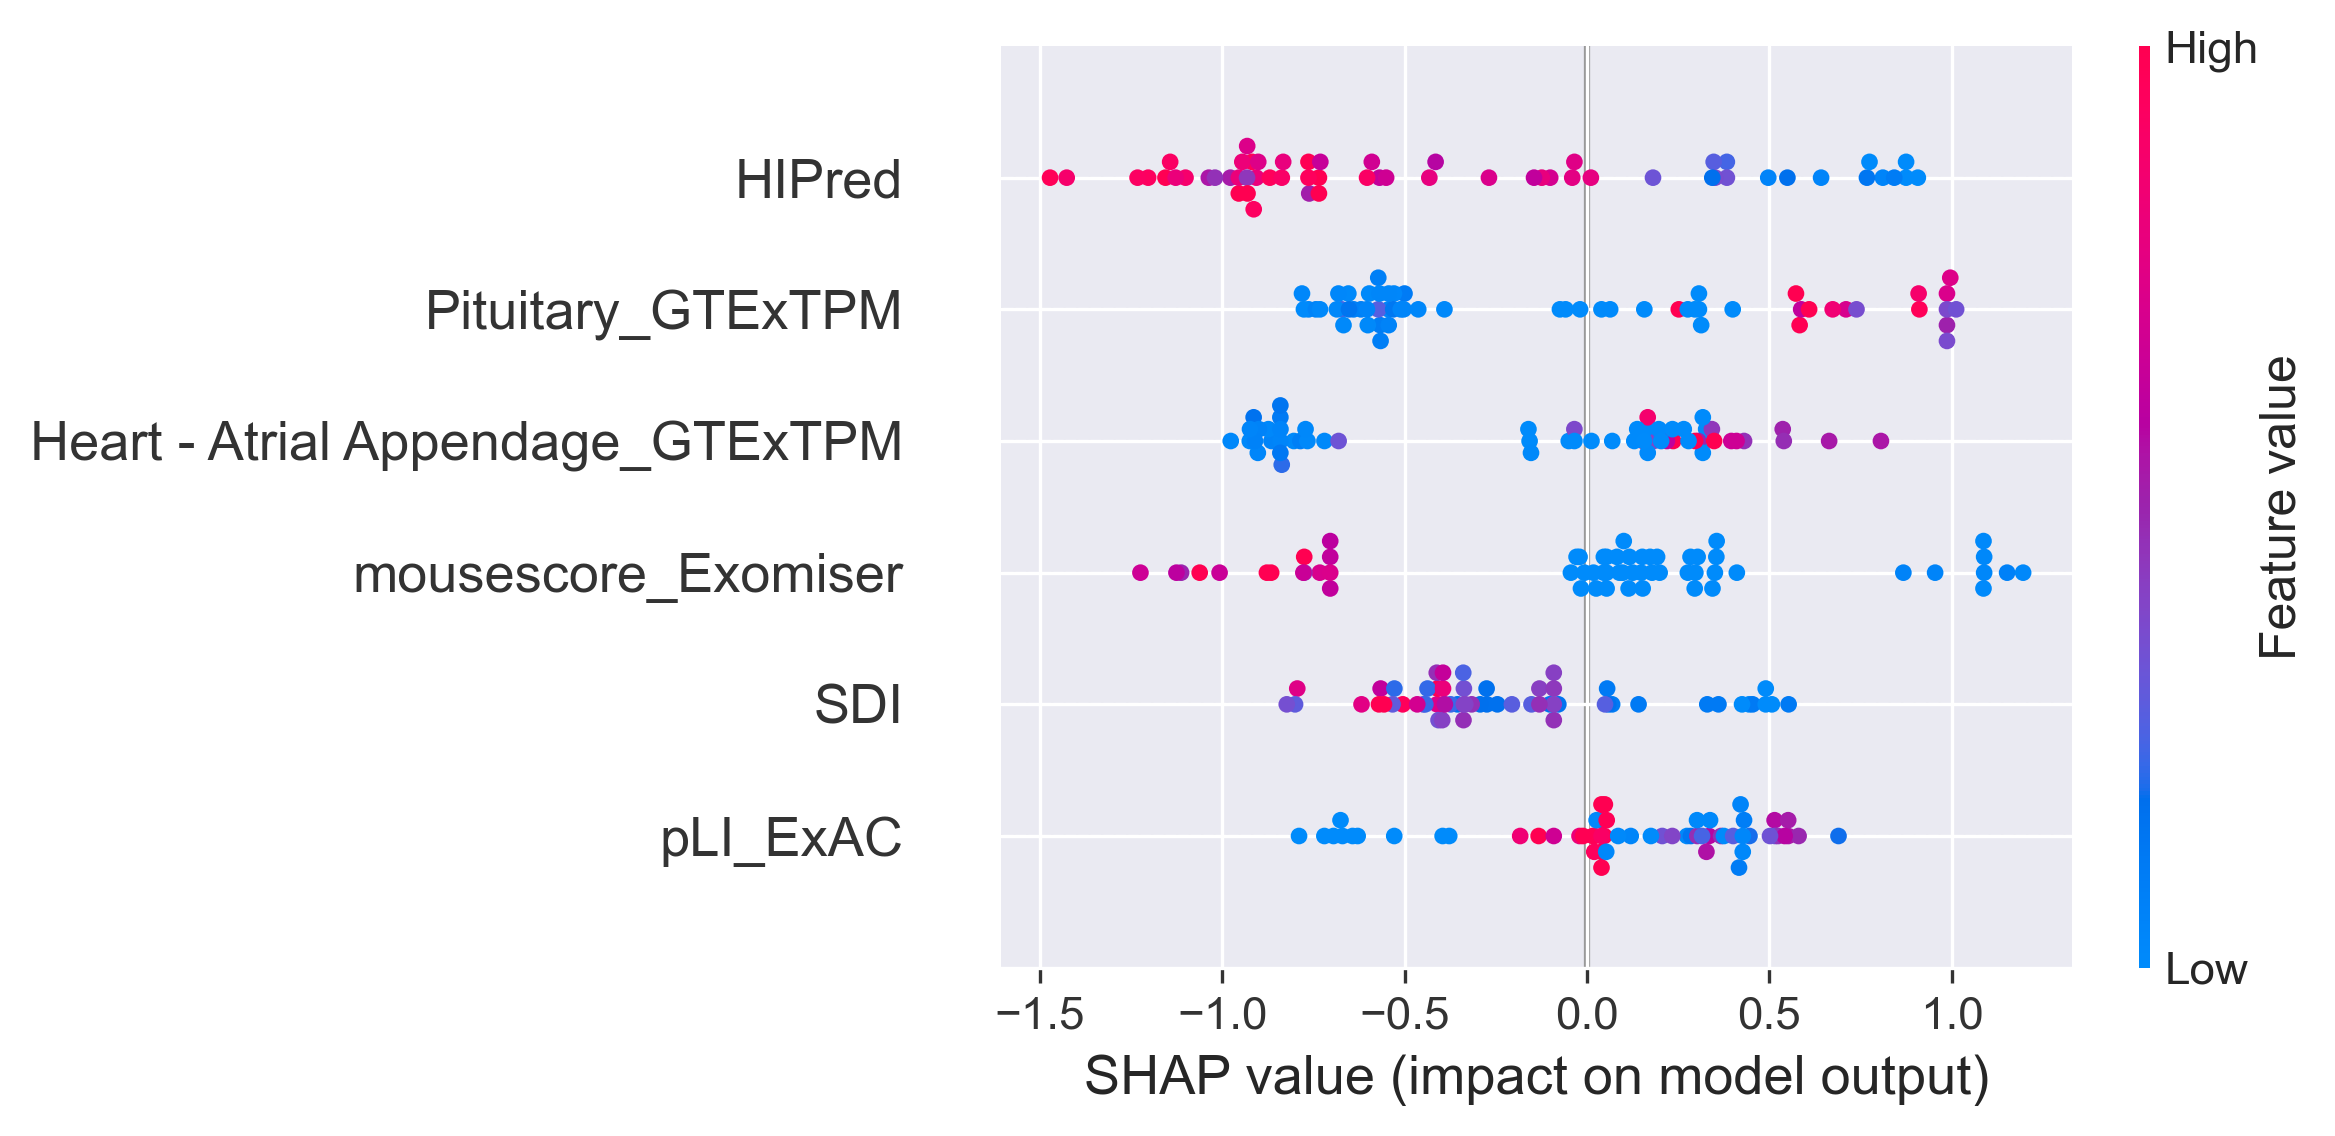 High
HIPred
Pituitary_GTExTPM
Heart - Atrial Appendage_GTExTPM
mousescore_Exomiser
SDI
pLI_ExAC
Feature value
Low
−1.5 −1.0 −0.5 0.0 0.5 1.0
SHAP value (impact on model output)